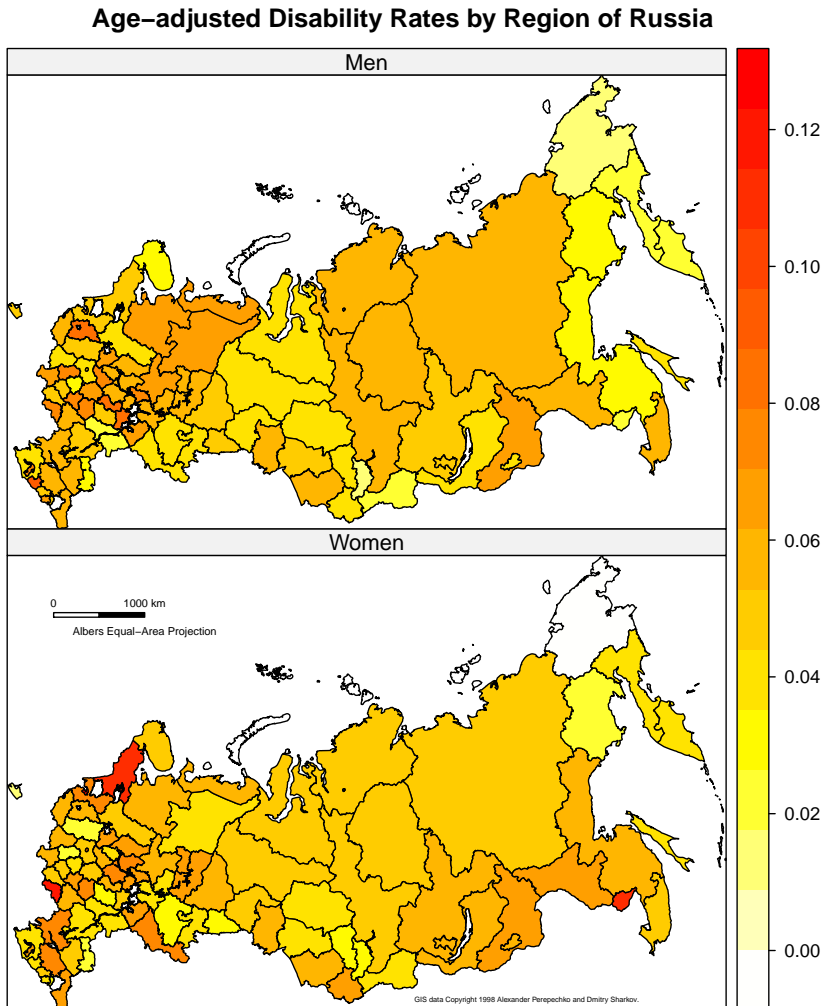 Age−adjusted Disability Rates by Region of Russia
Men
0.12
0.10
0.08
0.06
0.04
0.02
0.00
Women
0 1000 km
Albers Equal−Area Projection
GIS data Copyright 1998 Alexander Perepechko and Dmitry Sharkov.